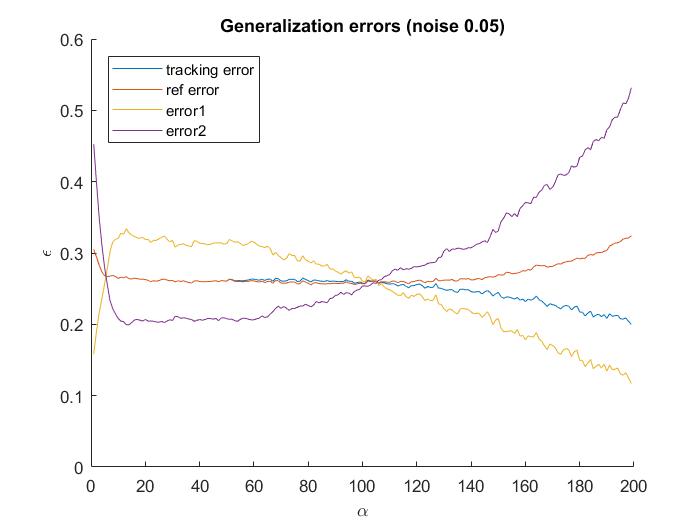 Generalization errors (noise 0.05)
0.6
0.5
0.4
0.3
0.2
0.1
0
ϵ
tracking error
ref error
error1
error2
0 20 40 60 80 100 120 140 160 180 200
α